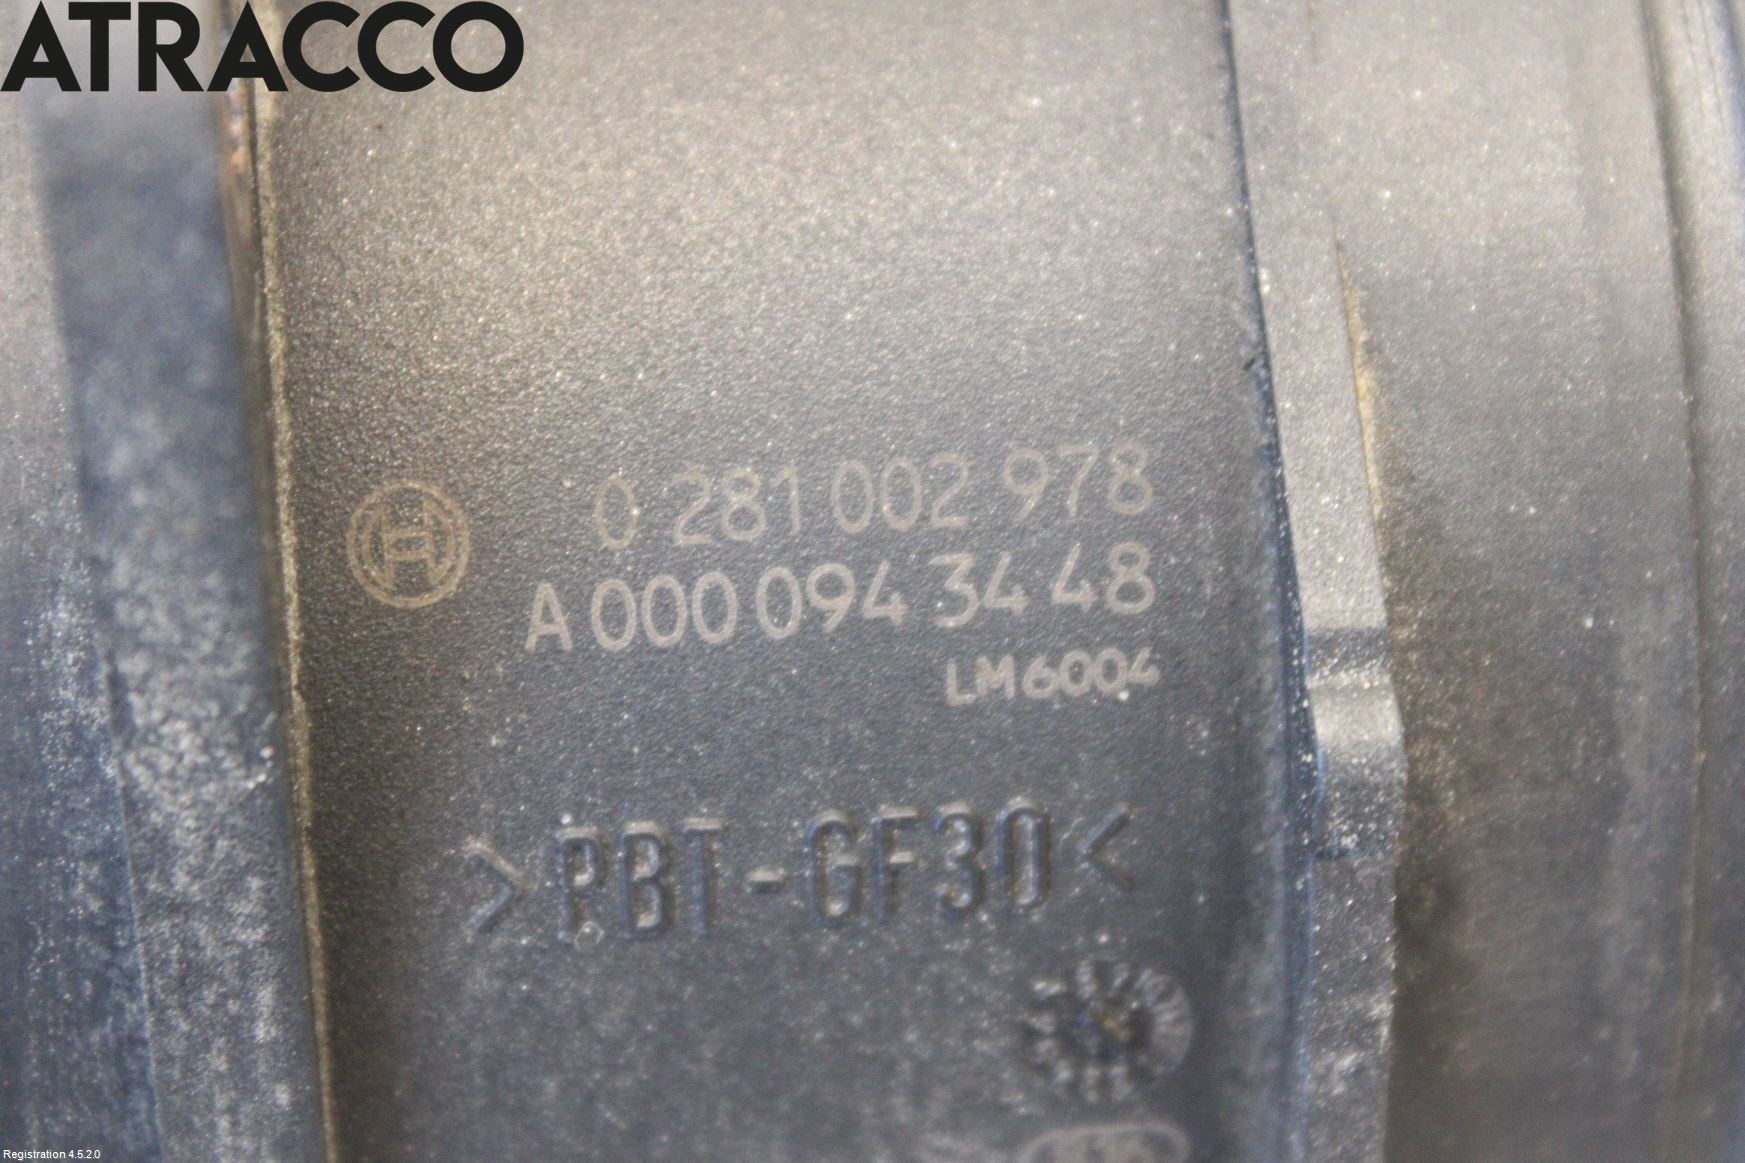 ATRACCO
0 281 002 978
A 000 094 34 48
LM6004
>PBT-GF30<
Registration 4.5.2.0